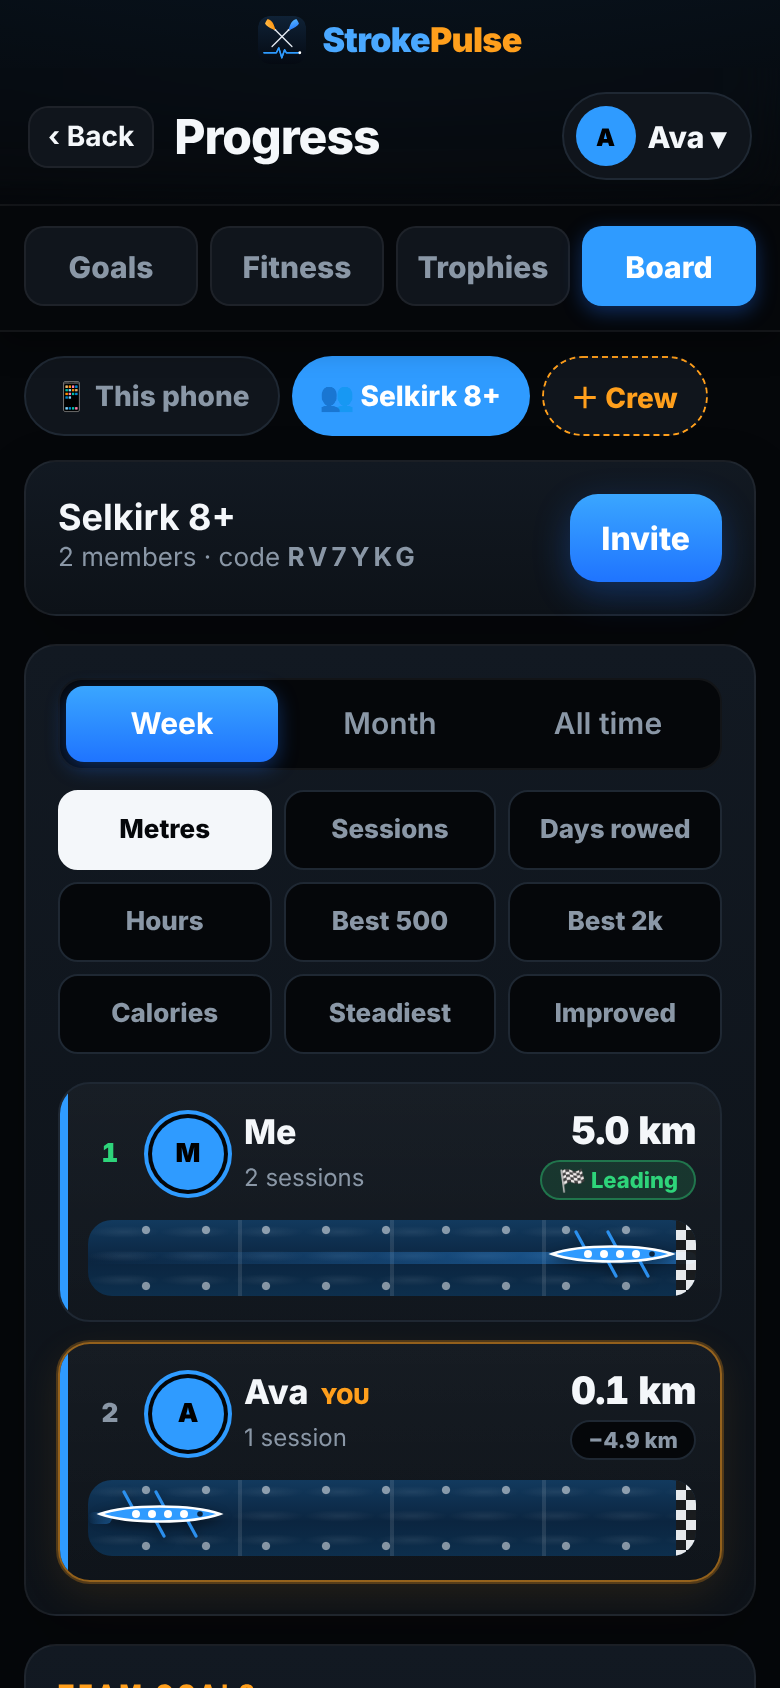 StrokePulse
‹ Back Progress A Ava ▾
Goals Fitness Trophies Board
This phone Selkirk 8+ + Crew
Selkirk 8+
2 members · code RV7YKG
Invite
Week Month All time
Metres Sessions Days rowed
Hours Best 500 Best 2k
Calories Steadiest Improved
1 M Me 5.0 km
2 sessions Leading
2 A Ava YOU 0.1 km
1 session −4.9 km
TEAM GOALS